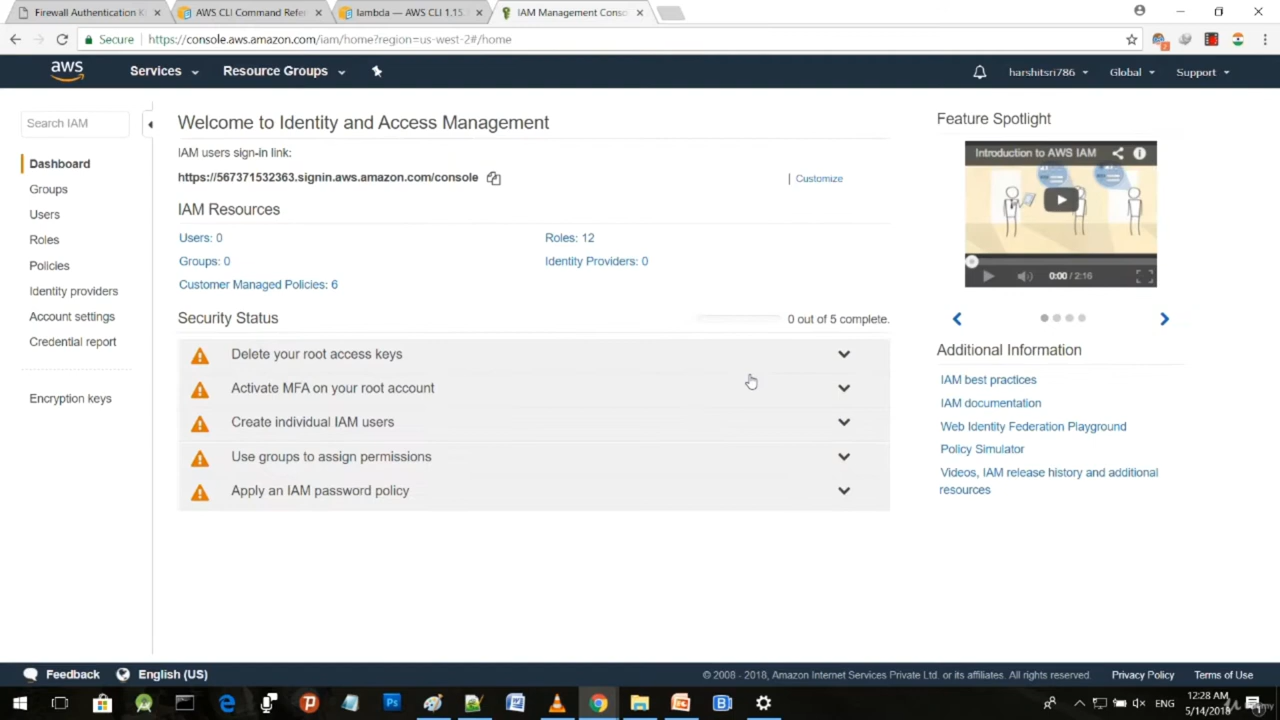 Firewall Authentication K
AWS CLI Command Refer
lambda — AWS CLI 1.15.
IAM Management Conso
Secure
https://console.aws.amazon.com/iam/home?region=us-west-2#/home
aws
Services
Resource Groups
harshitsri786
Global
Support
Search IAM
Dashboard
Groups
Users
Roles
Policies
Identity providers
Account settings
Credential report
Encryption keys
Welcome to Identity and Access Management
IAM users sign-in link:
https://567371532363.signin.aws.amazon.com/console
Customize
IAM Resources
Users: 0
Roles: 12
Groups: 0
Identity Providers: 0
Customer Managed Policies: 6
Security Status
0 out of 5 complete.
Delete your root access keys
Activate MFA on your root account
Create individual IAM users
Use groups to assign permissions
Apply an IAM password policy
Feature Spotlight
Introduction to AWS IAM
0:00 / 2:16
Additional Information
IAM best practices
IAM documentation
Web Identity Federation Playground
Policy Simulator
Videos, IAM release history and additional
resources
Feedback
English (US)
© 2008 - 2018, Amazon Internet Services Private Ltd. or its affiliates. All rights reserved.
Privacy Policy
Terms of Use
ENG
12:28 AM
5/14/2018